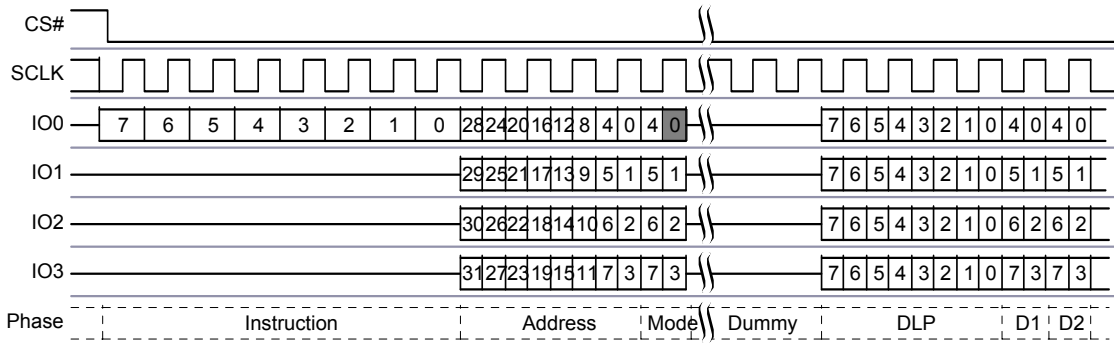 CS#
SCLK
IO0 7 6 5 4 3 2 1 0 28 24 20 16 12 8 4 0 4 0 7 6 5 4 3 2 1 0 4 0 4 0
IO1 29 25 21 17 13 9 5 1 5 1 7 6 5 4 3 2 1 0 5 1 5 1
IO2 30 26 22 18 14 10 6 2 6 2 7 6 5 4 3 2 1 0 6 2 6 2
IO3 31 27 23 19 15 11 7 3 7 3 7 6 5 4 3 2 1 0 7 3 7 3
Phase Instruction Address Mode Dummy DLP D1 D2